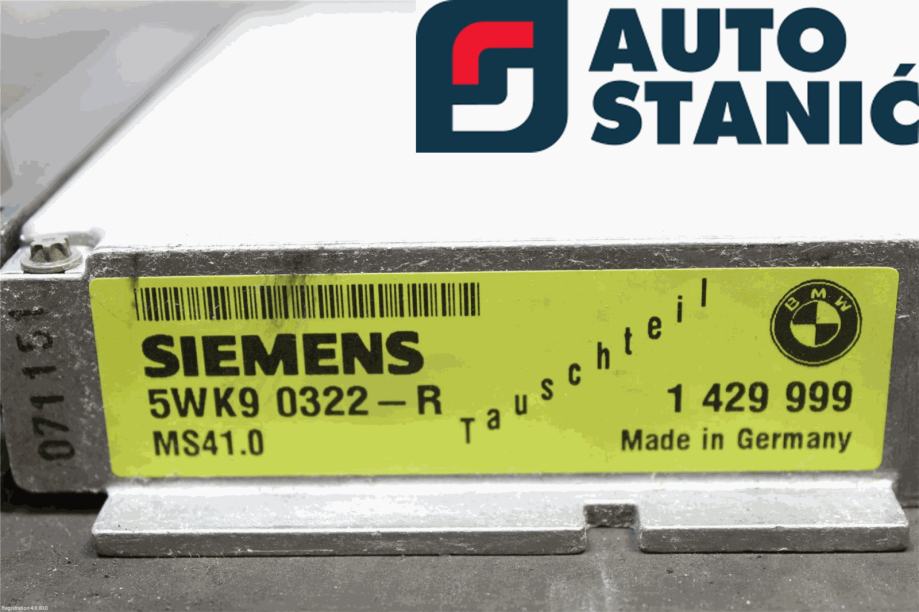 AUTO
STANIĆ
SIEMENS
5WK9 0322 – R
MS41.0
Tauschteil
BMW
1 429 999
Made in Germany
071151